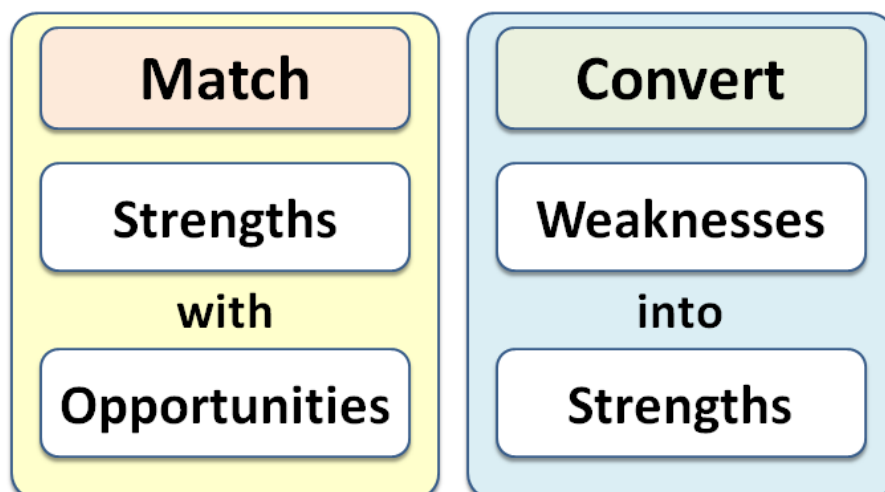 Match
Strengths
with
Opportunities
Convert
Weaknesses
into
Strengths